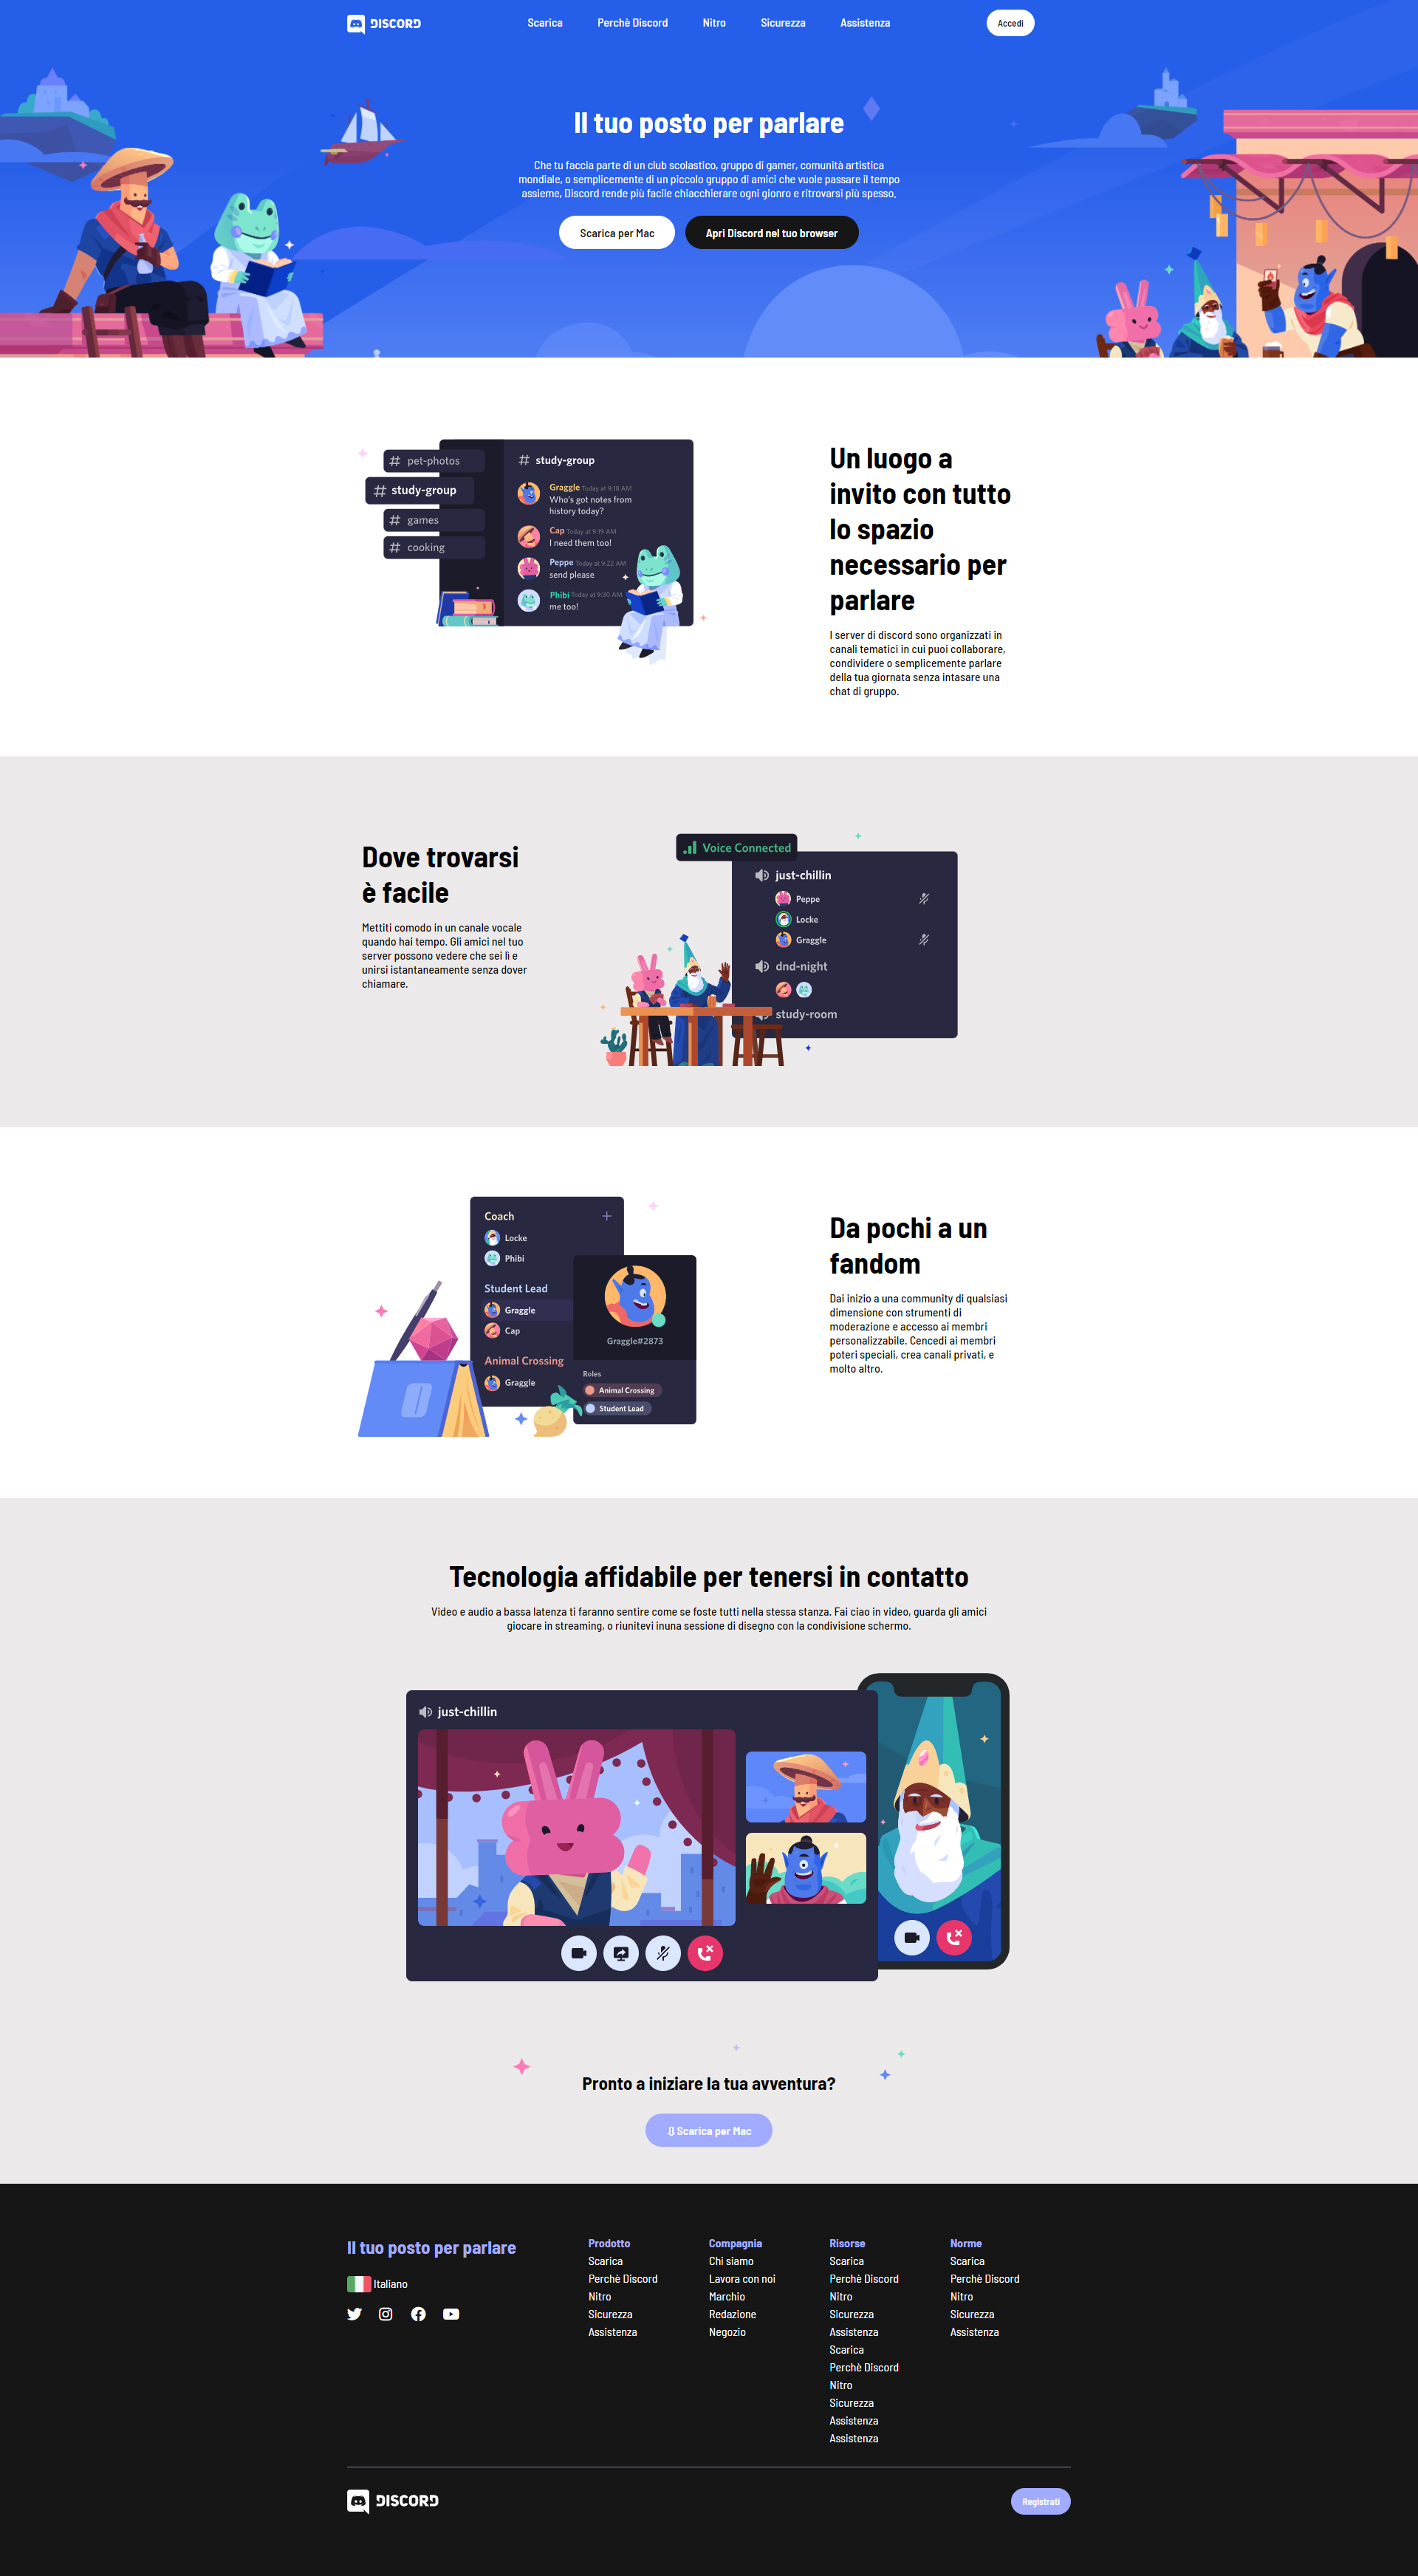 DISCORD
Scarica
Perchè Discord
Nitro
Sicurezza
Assistenza
Accedi
Il tuo posto per parlare
Che tu faccia parte di un club scolastico, gruppo di gamer, comunità artistica
mondiale, o semplicemente di un piccolo gruppo di amici che vuole passare il tempo
assieme, Discord rende più facile chiacchierare ogni gionro e ritrovarsi più spesso.
Scarica per Mac
Apri Discord nel tuo browser
# pet-photos
# study-group
# games
# cooking
# study-group
Graggle Today at 9:18 AM
Who's got notes from
history today?
Cap Today at 9:19 AM
I need them too!
Peppe Today at 9:22 AM
send please
Phibi Today at 9:30 AM
me too!
Un luogo a
invito con tutto
lo spazio
necessario per
parlare
I server di discord sono organizzati in
canali tematici in cui puoi collaborare,
condividere o semplicemente parlare
della tua giornata senza intasare una
chat di gruppo.
Dove trovarsi
è facile
Mettiti comodo in un canale vocale
quando hai tempo. Gli amici nel tuo
server possono vedere che sei lì e
unirsi istantaneamente senza dover
chiamare.
Voice Connected
just-chillin
Peppe
Locke
Graggle
dnd-night
study-room
Coach
Locke
Phibi
Student Lead
Graggle
Cap
Animal Crossing
Graggle
Graggle#2873
Roles
Animal Crossing
Student Lead
Da pochi a un
fandom
Dai inizio a una community di qualsiasi
dimensione con strumenti di
moderazione e accesso ai membri
personalizzabile. Cencedi ai membri
poteri speciali, crea canali privati, e
molto altro.
Tecnologia affidabile per tenersi in contatto
Video e audio a bassa latenza ti faranno sentire come se foste tutti nella stessa stanza. Fai ciao in video, guarda gli amici
giocare in streaming, o riunitevi inuna sessione di disegno con la condivisione schermo.
just-chillin
Pronto a iniziare la tua avventura?
Scarica per Mac
Il tuo posto per parlare
Italiano
Prodotto
Scarica
Perchè Discord
Nitro
Sicurezza
Assistenza
Compagnia
Chi siamo
Lavora con noi
Marchio
Redazione
Negozio
Risorse
Scarica
Perchè Discord
Nitro
Sicurezza
Assistenza
Scarica
Perchè Discord
Nitro
Sicurezza
Assistenza
Assistenza
Norme
Scarica
Perchè Discord
Nitro
Sicurezza
Assistenza
DISCORD
Registrati